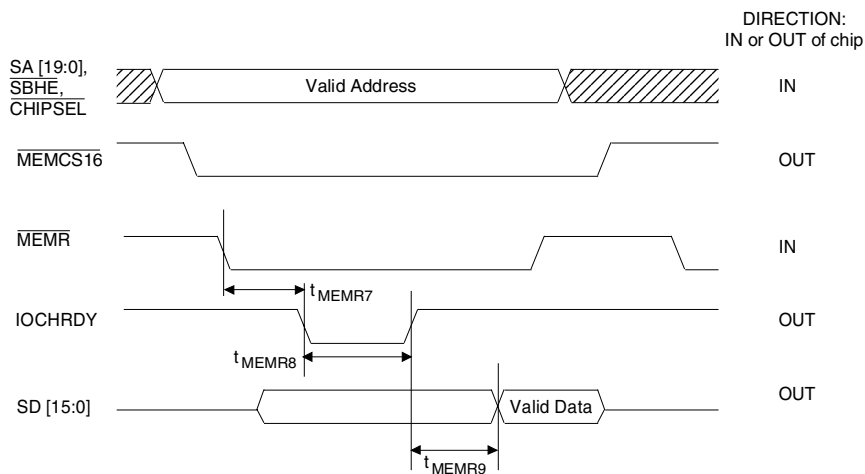 DIRECTION:
IN or OUT of chip
SA [19:0],
SBHE,
CHIPSEL
Valid Address
IN
MEMCS16
OUT
MEMR
IN
tMEMR7
IOCHRDY
OUT
tMEMR8
OUT
SD [15:0]
Valid Data
tMEMR9